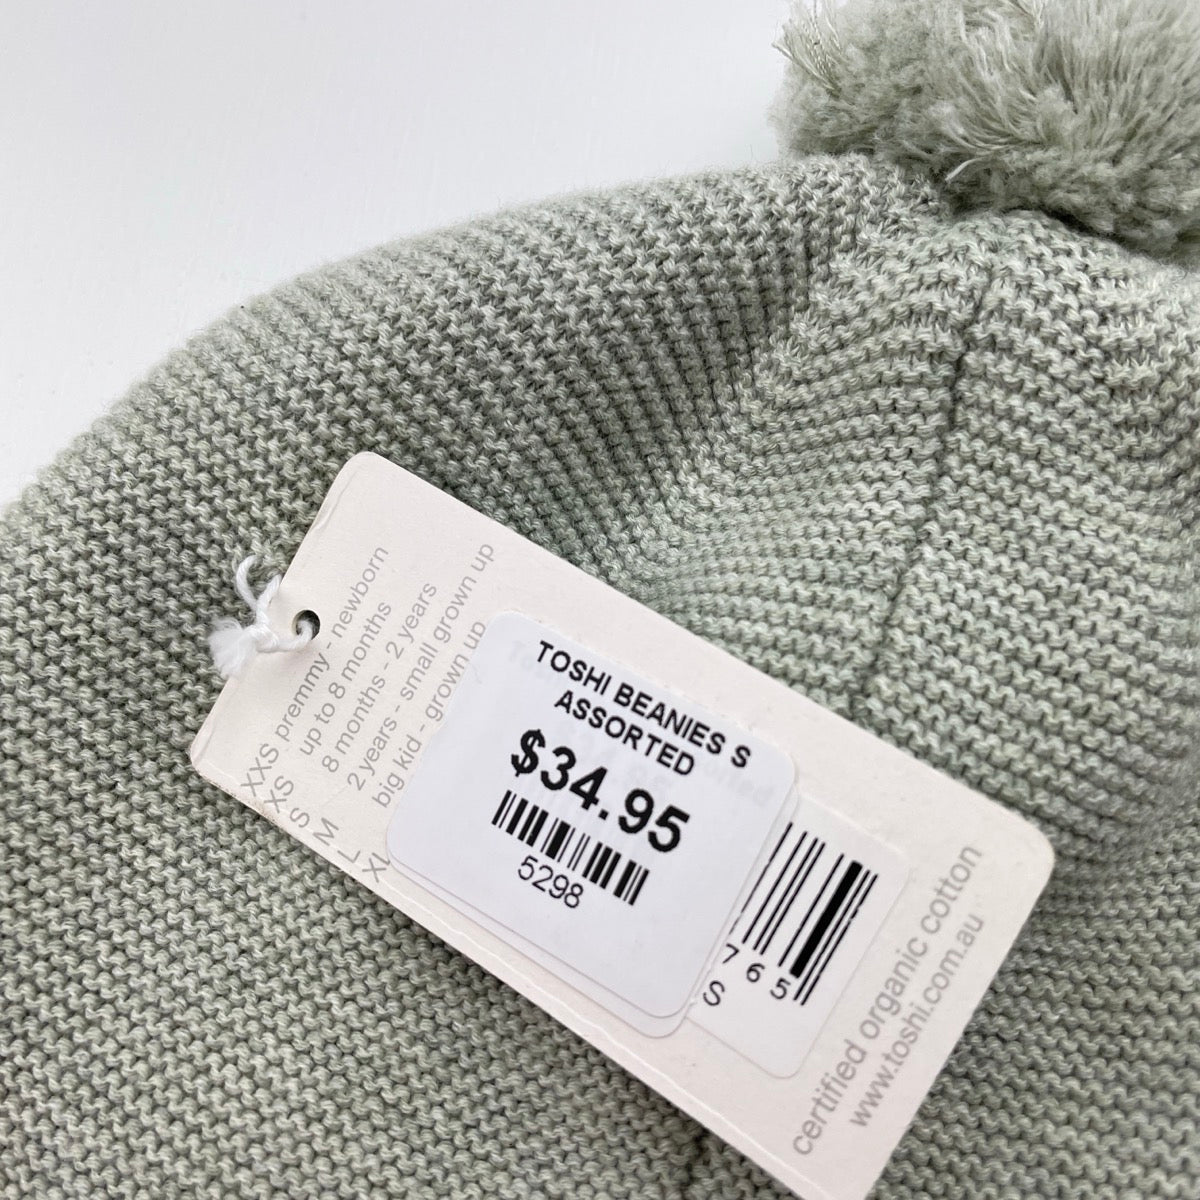 XXS premmy - newborn
XS up to 8 months
S 8 months - 2 years
M 2 years - small grown up
L big kid - grown up
XL
TOSHI BEANIES S
ASSORTED
$34.95
5298
765
S
certified organic cotton
www.toshi.com.au